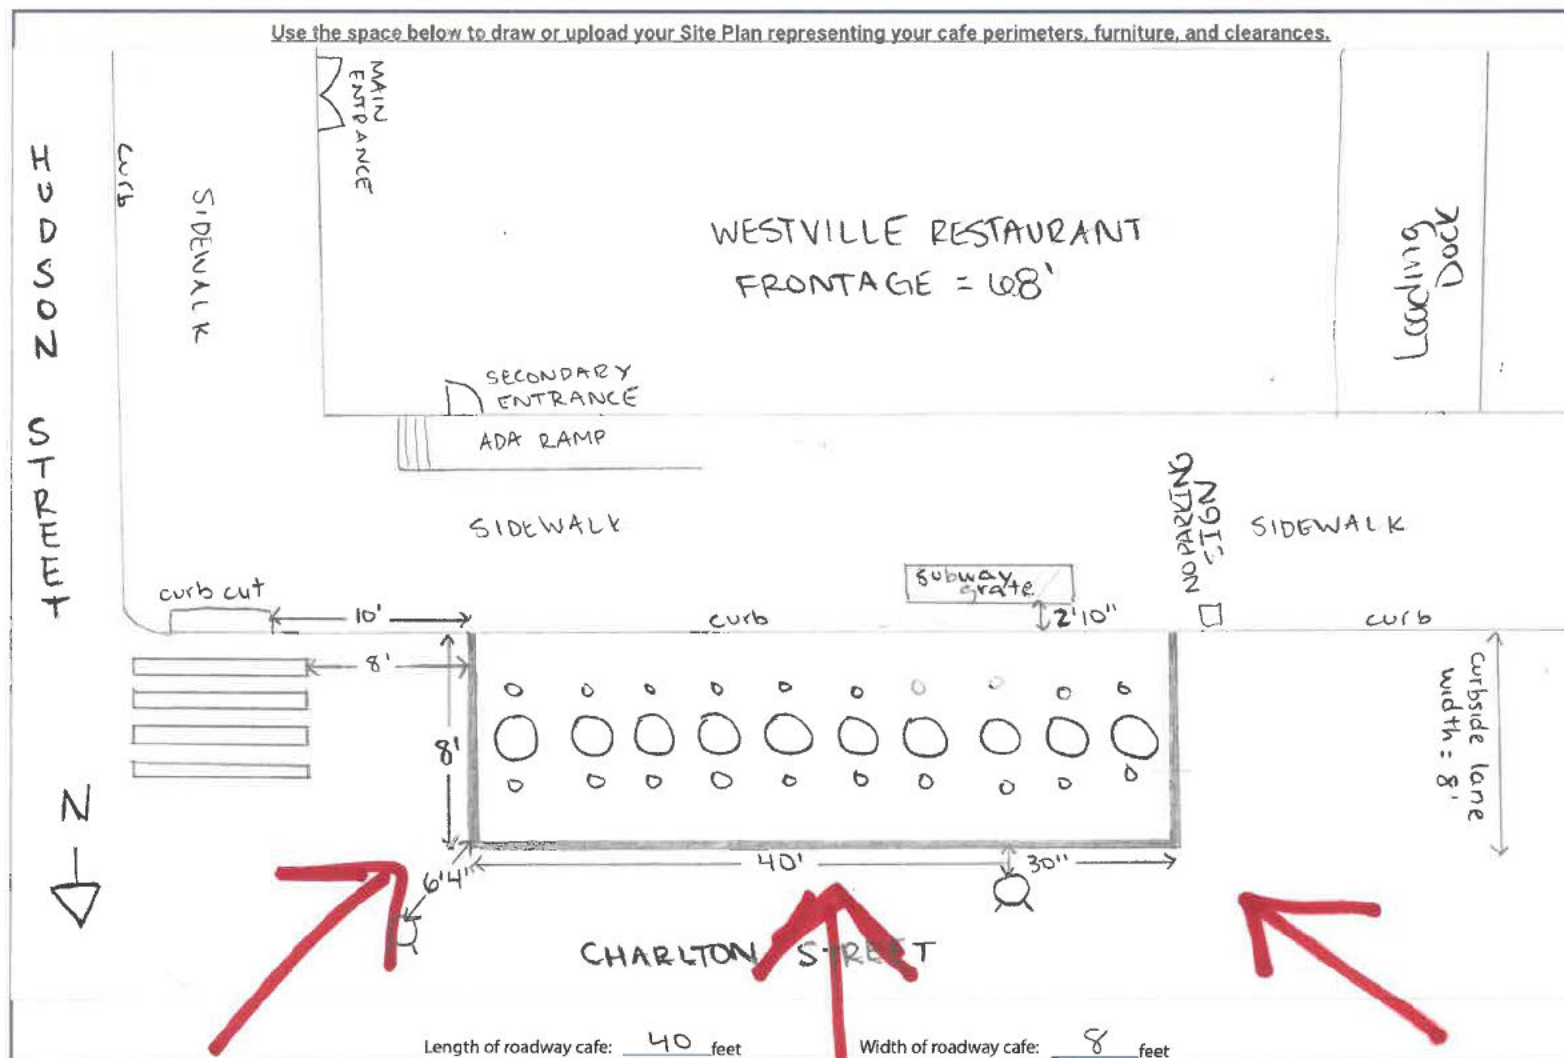 Use the space below to draw or upload your Site Plan representing your cafe perimeters, furniture, and clearances.
MAIN
ENTRANCE
HUDSON STREET
curb
SIDEWALK
WESTVILLE RESTAURANT
FRONTAGE = 68'
Loading
Dock
SECONDARY
ENTRANCE
ADA RAMP
SIDEWALK
NO PARKING
SIGN
SIDEWALK
curb cut
10'
curb
subway
grate
2'10"
curb
8'
8'
curbside lane
width = 8'
N
6'4"
40'
30"
CHARLTON STREET
Length of roadway cafe: 40 feet
Width of roadway cafe: 8 feet